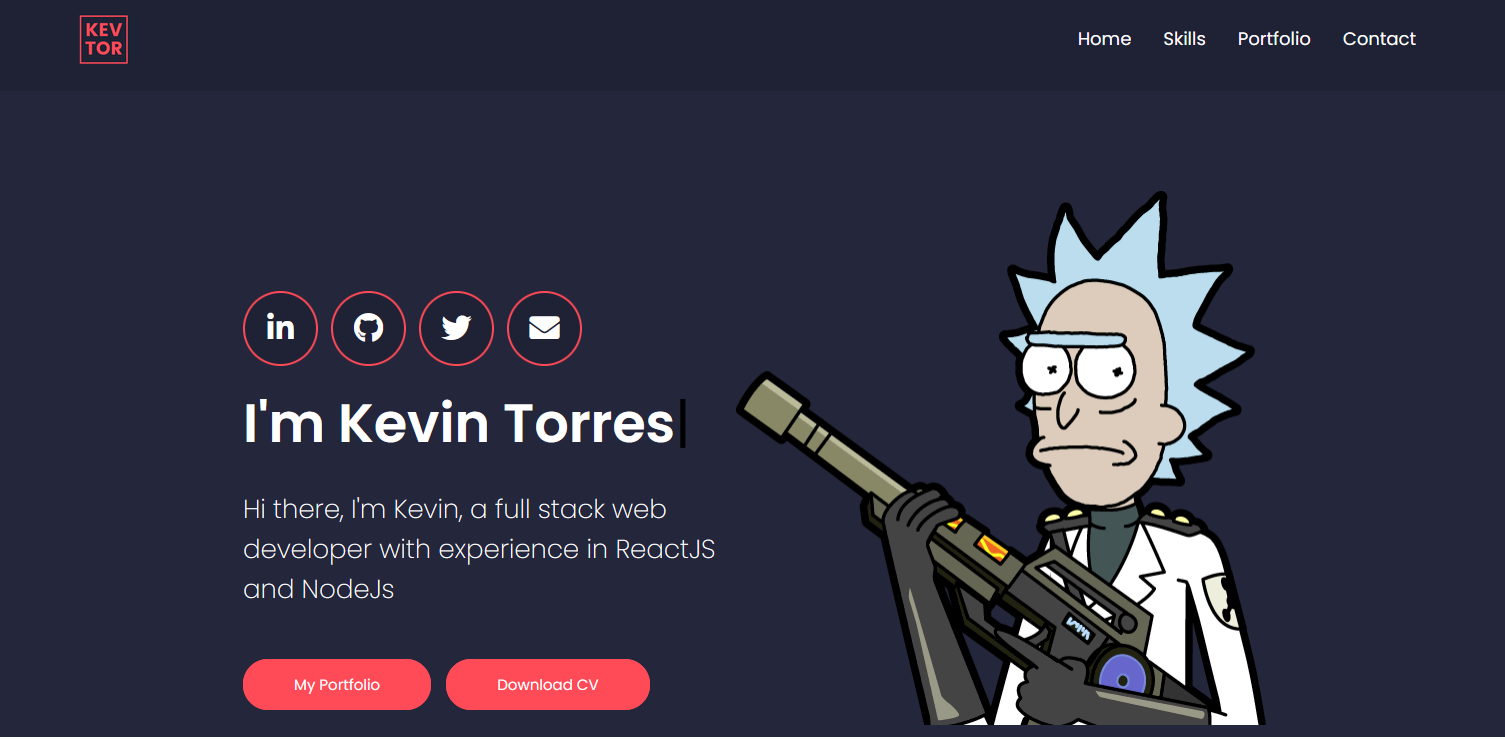 KEV
TOR
Home Skills Portfolio Contact
in
I'm Kevin Torres
Hi there, I'm Kevin, a full stack web
developer with experience in ReactJS
and NodeJs
My Portfolio Download CV